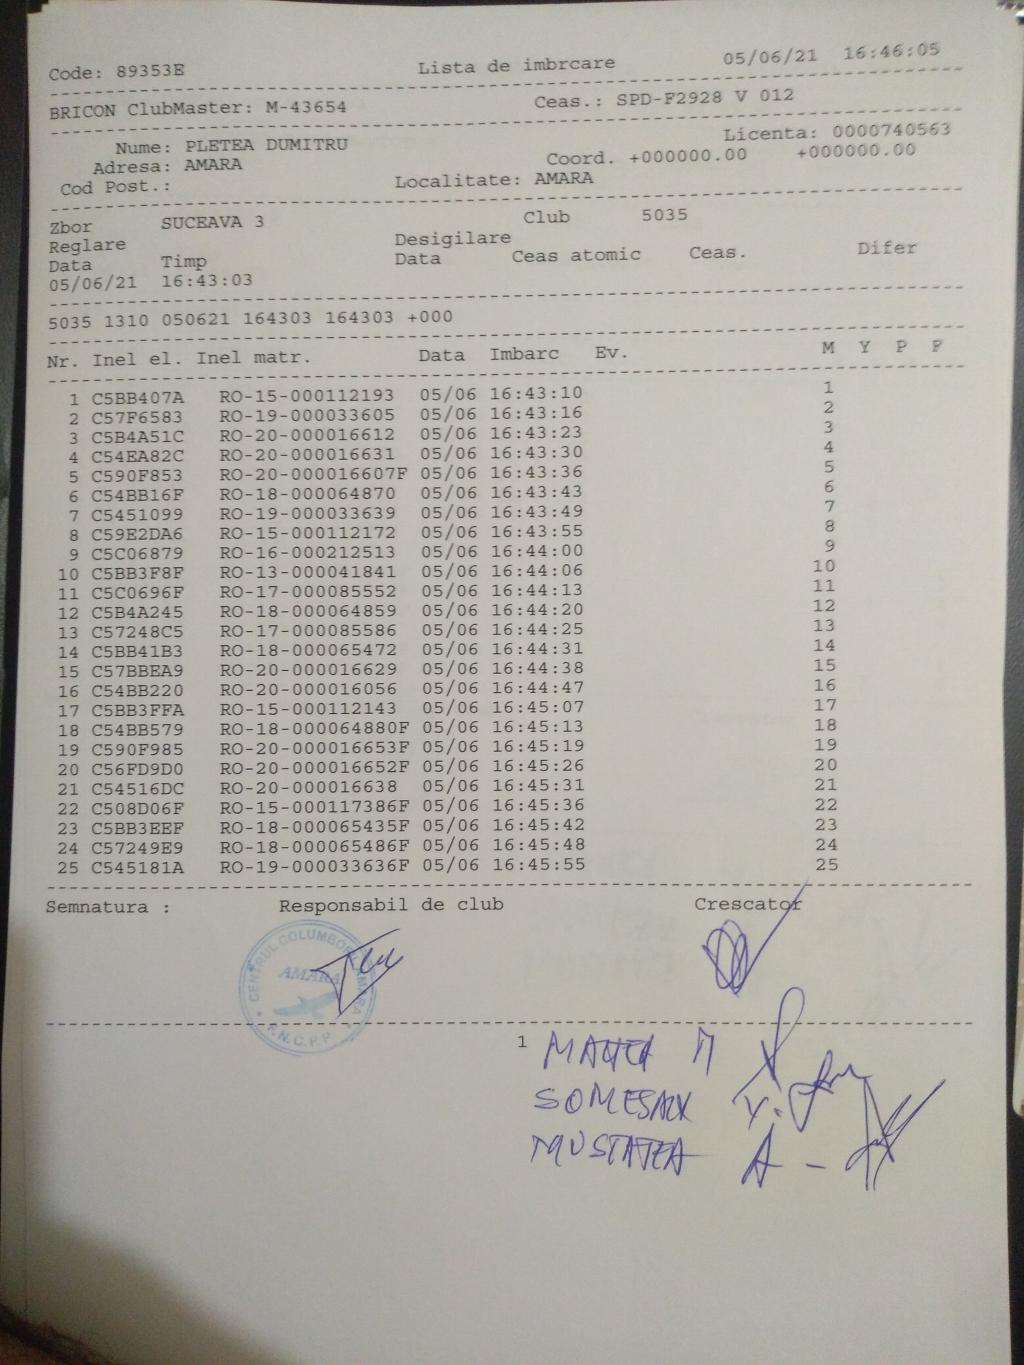 Code: 89353E Lista de imbrcare 05/06/21 16:46:05
BRICON ClubMaster: M-43654 Ceas.: SPD-F2928 V 012
Nume: PLETEA DUMITRU Licenta: 0000740563
Adresa: AMARA Coord. +000000.00 +000000.00
Cod Post.: Localitate: AMARA
Zbor SUCEAVA 3 Club 5035
Reglare Desigilare
Data Timp Data Ceas atomic Ceas. Difer
05/06/21 16:43:03
5035 1310 050621 164303 164303 +000
Nr. Inel el. Inel matr. Data Imbarc Ev. M Y P F
1 C5BB407A RO-15-000112193 05/06 16:43:10 1
2 C57F6583 RO-19-000033605 05/06 16:43:16 2
3 C5B4A51C RO-20-000016612 05/06 16:43:23 3
4 C54EA82C RO-20-000016631 05/06 16:43:30 4
5 C590F853 RO-20-000016607F 05/06 16:43:36 5
6 C54BB16F RO-18-000064870 05/06 16:43:43 6
7 C5451099 RO-19-000033639 05/06 16:43:49 7
8 C59E2DA6 RO-15-000112172 05/06 16:43:55 8
9 C5C06879 RO-16-000212513 05/06 16:44:00 9
10 C5BB3F8F RO-13-000041841 05/06 16:44:06 10
11 C5C0696F RO-17-000085552 05/06 16:44:13 11
12 C5B4A245 RO-18-000064859 05/06 16:44:20 12
13 C57248C5 RO-17-000085586 05/06 16:44:25 13
14 C5BB41B3 RO-18-000065472 05/06 16:44:31 14
15 C57BBEA9 RO-20-000016629 05/06 16:44:38 15
16 C54BB220 RO-20-000016056 05/06 16:44:47 16
17 C5BB3FFA RO-15-000112143 05/06 16:45:07 17
18 C54BB579 RO-18-000064880F 05/06 16:45:13 18
19 C590F985 RO-20-000016653F 05/06 16:45:19 19
20 C56FD9D0 RO-20-000016652F 05/06 16:45:26 20
21 C54516DC RO-20-000016638 05/06 16:45:31 21
22 C508D06F RO-15-000117386F 05/06 16:45:36 22
23 C5BB3EEF RO-18-000065435F 05/06 16:45:42 23
24 C57249E9 RO-18-000065486F 05/06 16:45:48 24
25 C545181A RO-19-000033636F 05/06 16:45:55 25
Semnatura : Responsabil de club Crescator
CENTRUL COLUMBOFIL AMARA
AMARA
F.N.C.P.P.
1
MUSTATEA A -